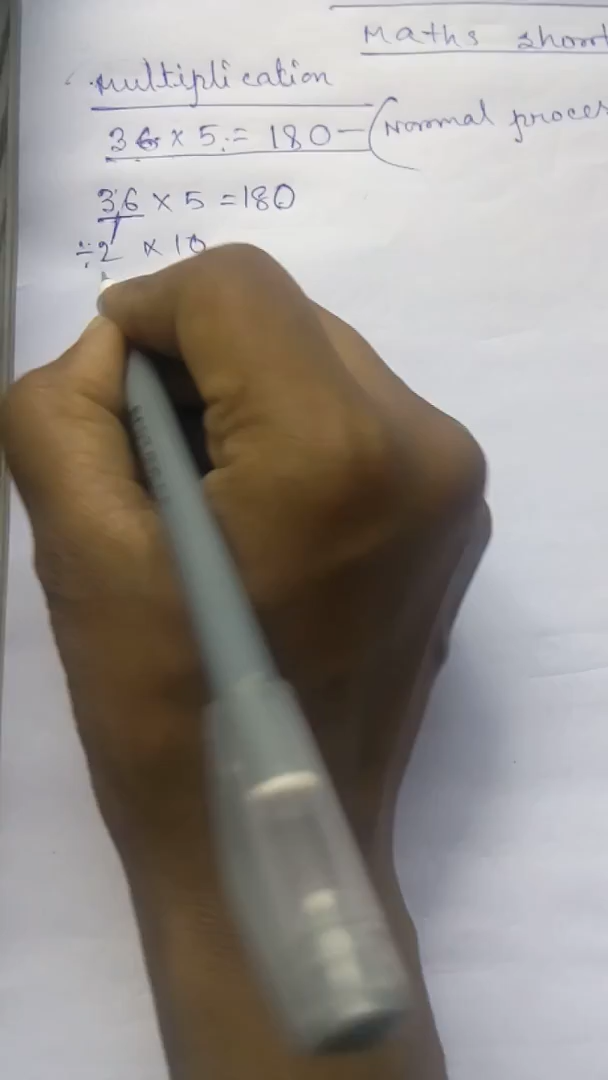 Maths short
Multiplication
36 × 5 = 180 — (Normal proces
36 × 5 = 180
÷2 × 10